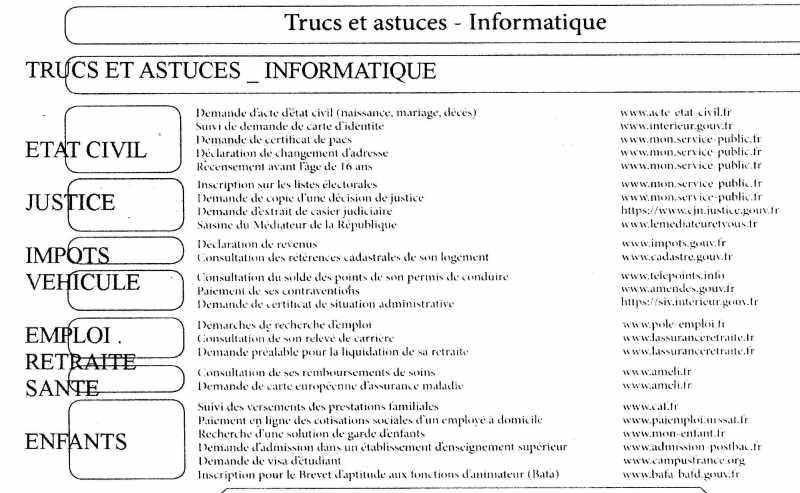 Trucs et astuces - Informatique
TRUCS ET ASTUCES _ INFORMATIQUE
ETAT CIVIL
Demande d'acte d'état civil (naissance, mariage, décès) www.acte-etat-civil.fr
Suivi de demande de carte d'identité www.interieur.gouv.fr
Demande de certificat de pacs www.mon.service-public.fr
Déclaration de changement d'adresse www.mon.service-public.fr
Recensement avant l'âge de 16 ans www.mon.service-public.fr
JUSTICE
Inscription sur les listes électorales www.mon.service-public.fr
Demande de copie d'une décision de justice www.mon.service-public.fr
Demande d'extrait de casier judiciaire https://www.cjn.justice.gouv.fr
Saisine du Médiateur de la République www.lemediateuretvous.fr
IMPOTS
Déclaration de revenus www.impots.gouv.fr
Consultation des références cadastrales de son logement www.cadastre.gouv.fr
VEHICULE
Consultation du solde des points de son permis de conduire www.telepoints.info
Paiement de ses contraventions www.amendes.gouv.fr
Demande de certificat de situation administrative https://siv.interieur.gouv.fr
EMPLOI .
RETRAITE
Démarches de recherche d'emploi www.pole-emploi.fr
Consultation de son relevé de carrière www.lassuranceretraite.fr
Demande préalable pour la liquidation de sa retraite www.lassuranceretraite.fr
SANTE
Consultation de ses remboursements de soins www.ameli.fr
Demande de carte européenne d'assurance maladie www.ameli.fr
ENFANTS
Suivi des versements des prestations familiales www.caf.fr
Paiement en ligne des cotisations sociales d'un employé à domicile www.pajemploi.urssaf.fr
Recherche d'une solution de garde d'enfants www.mon-enfant.fr
Demande d'admission dans un établissement d'enseignement supérieur www.admission-postbac.fr
Demande de visa d'étudiant www.campusfrance.org
Inscription pour le Brevet d'aptitude aux fonctions d'animateur (Bafa) www.bafa-bafd.gouv.fr